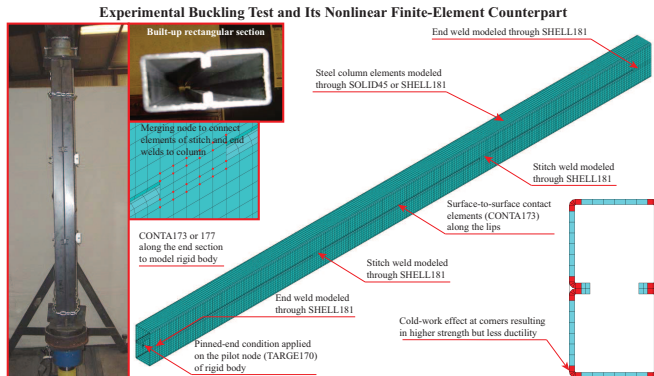 Experimental Buckling Test and Its Nonlinear Finite-Element Counterpart
Built-up rectangular section
End weld modeled through SHELL181
Steel column elements modeled
through SOLID45 or SHELL181
Merging node to connect
elements of stitch and end
welds to column
Stitch weld modeled
through SHELL181
Surface-to-surface contact
elements (CONTA173)
along the lips
CONTA173 or 177
along the end section
to model rigid body
Stitch weld modeled
through SHELL181
End weld modeled
through SHELL181
Pinned-end condition applied
on the pilot node (TARGE170)
of rigid body
Cold-work effect at corners resulting
in higher strength but less ductility